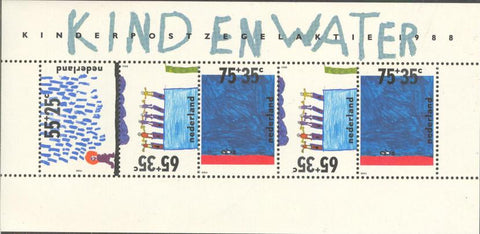 KIND EN WATER
KINDERPOSTZEGELAKTIE 1988
55+25c
nederland
65+35c
nederland
75+35c
nederland
65+35c
nederland
75+35c
nederland